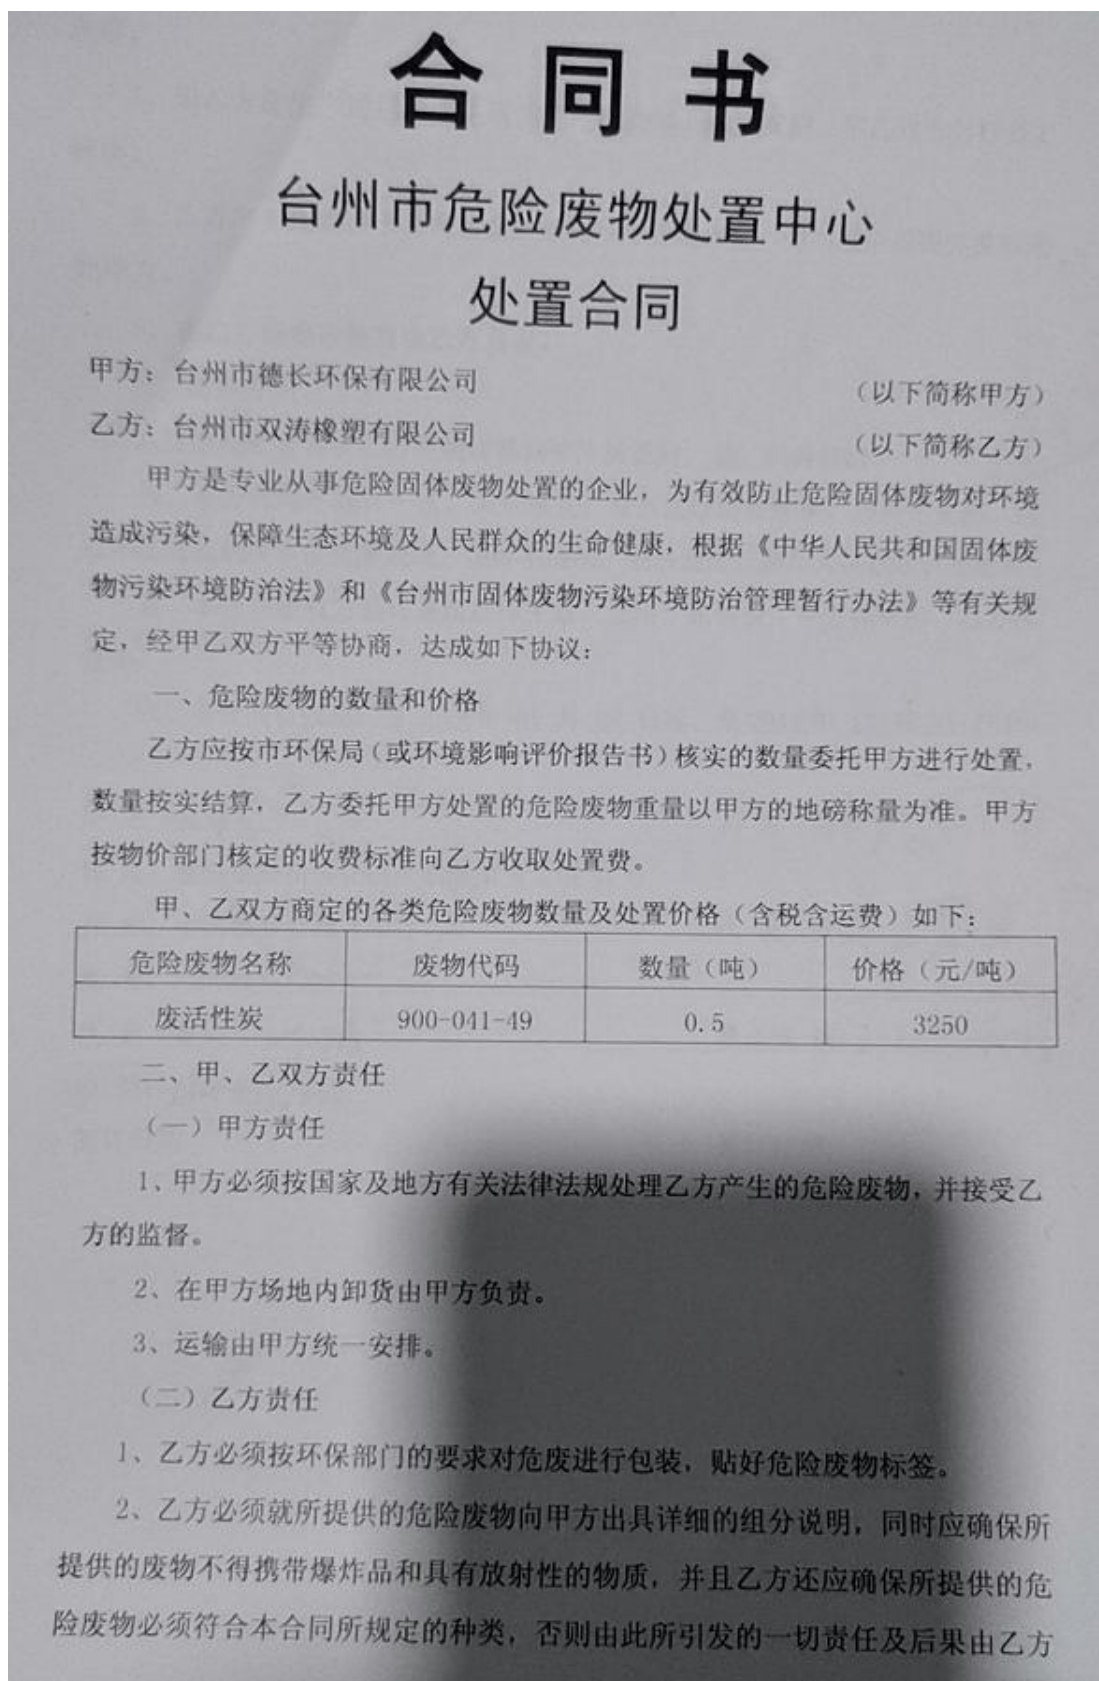 合同书
台州市危险废物处置中心
处置合同
甲方：台州市德长环保有限公司 （以下简称甲方）
乙方：台州市双涛橡塑有限公司 （以下简称乙方）
甲方是专业从事危险固体废物处置的企业，为有效防止危险固体废物对环境
造成污染，保障生态环境及人民群众的生命健康，根据《中华人民共和国固体废
物污染环境防治法》和《台州市固体废物污染环境防治管理暂行办法》等有关规
定，经甲乙双方平等协商，达成如下协议：
一、危险废物的数量和价格
乙方应按市环保局（或环境影响评价报告书）核实的数量委托甲方进行处置，
数量按实结算，乙方委托甲方处置的危险废物重量以甲方的地磅称量为准。甲方
按物价部门核定的收费标准向乙方收取处置费。
甲、乙双方商定的各类危险废物数量及处置价格（含税含运费）如下：
危险废物名称 废物代码 数量（吨） 价格（元/吨）
废活性炭 900-041-49 0.5 3250
二、甲、乙双方责任
（一）甲方责任
1、甲方必须按国家及地方有关法律法规处理乙方产生的危险废物，并接受乙
方的监督。
2、在甲方场地内卸货由甲方负责。
3、运输由甲方统一安排。
（二）乙方责任
1、乙方必须按环保部门的要求对危废进行包装，贴好危险废物标签。
2、乙方必须就所提供的危险废物向甲方出具详细的组分说明，同时应确保所
提供的废物不得携带爆炸品和具有放射性的物质，并且乙方还应确保所提供的危
险废物必须符合本合同所规定的种类，否则由此所引发的一切责任及后果由乙方